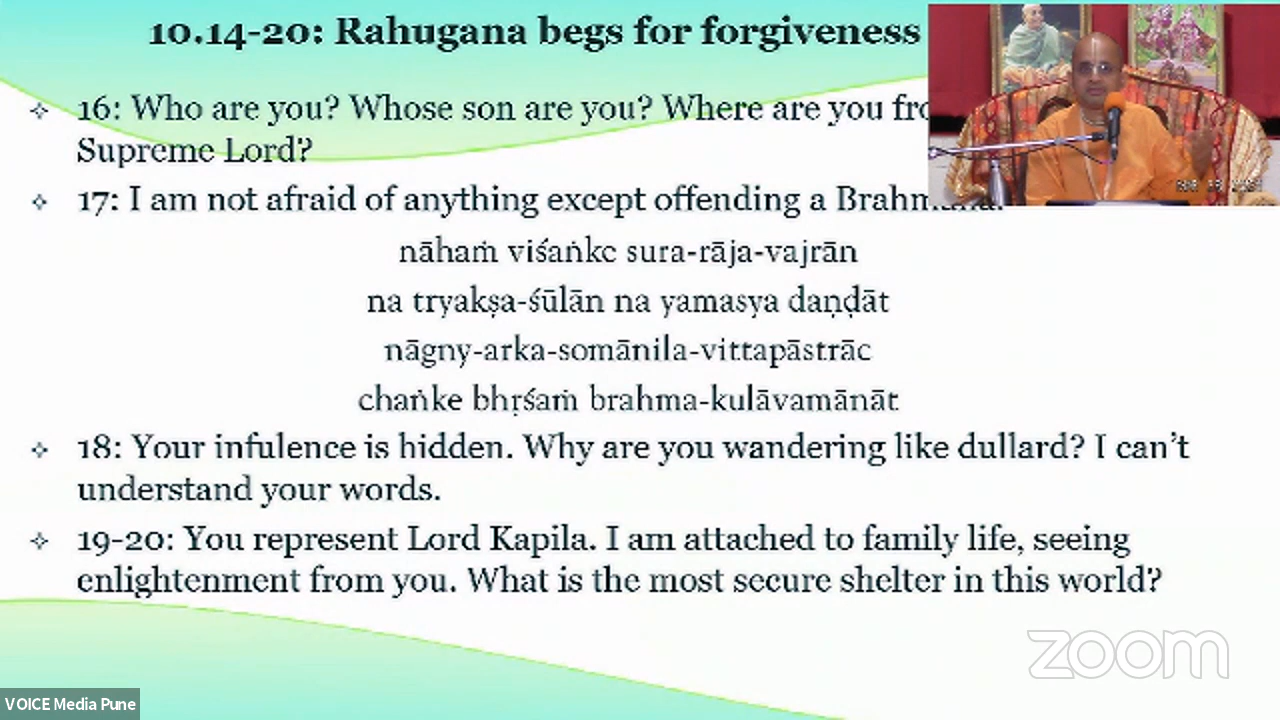 10.14-20: Rahugana begs for forgiveness
16: Who are you? Whose son are you? Where are you
Supreme Lord?
17: I am not afraid of anything except offending a
nāhaṁ viśaṅke sura-rāja-vajrān
na tryakṣa-śūlān na yamasya daṇḍāt
nāgny-arka-somānila-vittapāstrāc
chaṅke bhṛśaṁ brahma-kulāvamānāt
18: Your infulence is hidden. Why are you wandering like dullard? I can't
understand your words.
19-20: You represent Lord Kapila. I am attached to family life, seeing
enlightenment from you. What is the most secure shelter in this world?
zoom
VOICE Media Pune